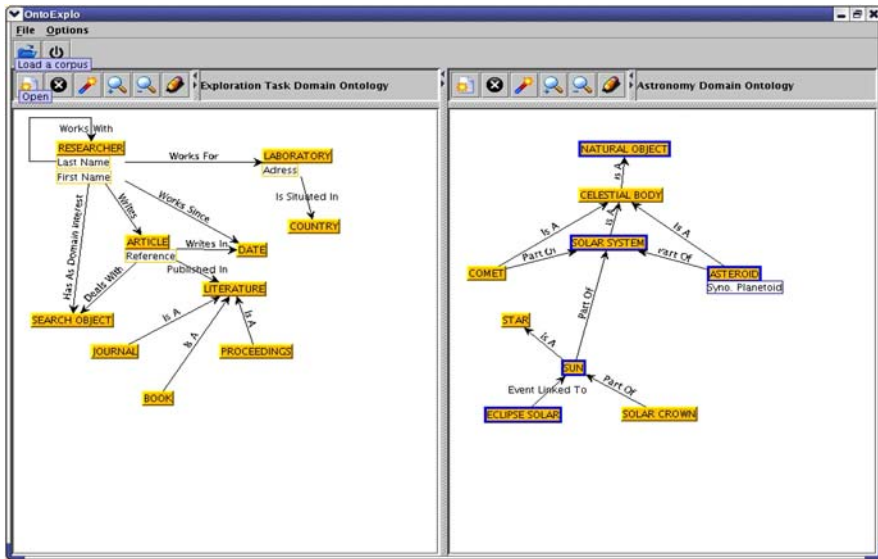 OntoExplo
File Options
Load a corpus
Open
Exploration Task Domain Ontology
Works With
RESEARCHER
Last Name
First Name
Works For
LABORATORY
Adress
Is Situated In
COUNTRY
Has As Domain Interest
Writes
Works Since
ARTICLE
Reference
Writes In
DATE
Deals With
Published In
LITERATURE
SEARCH OBJECT
Is A
Is A
Is A
JOURNAL
PROCEEDINGS
BOOK
Astronomy Domain Ontology
NATURAL OBJECT
is A
CELESTIAL BODY
Is A
is A
Is A
SOLAR SYSTEM
COMET
Part Of
Part Of
ASTEROID
Syno. Planetoid
Part Of
STAR
is A
SUN
Event Linked To
Part Of
ECLIPSE SOLAR
SOLAR CROWN